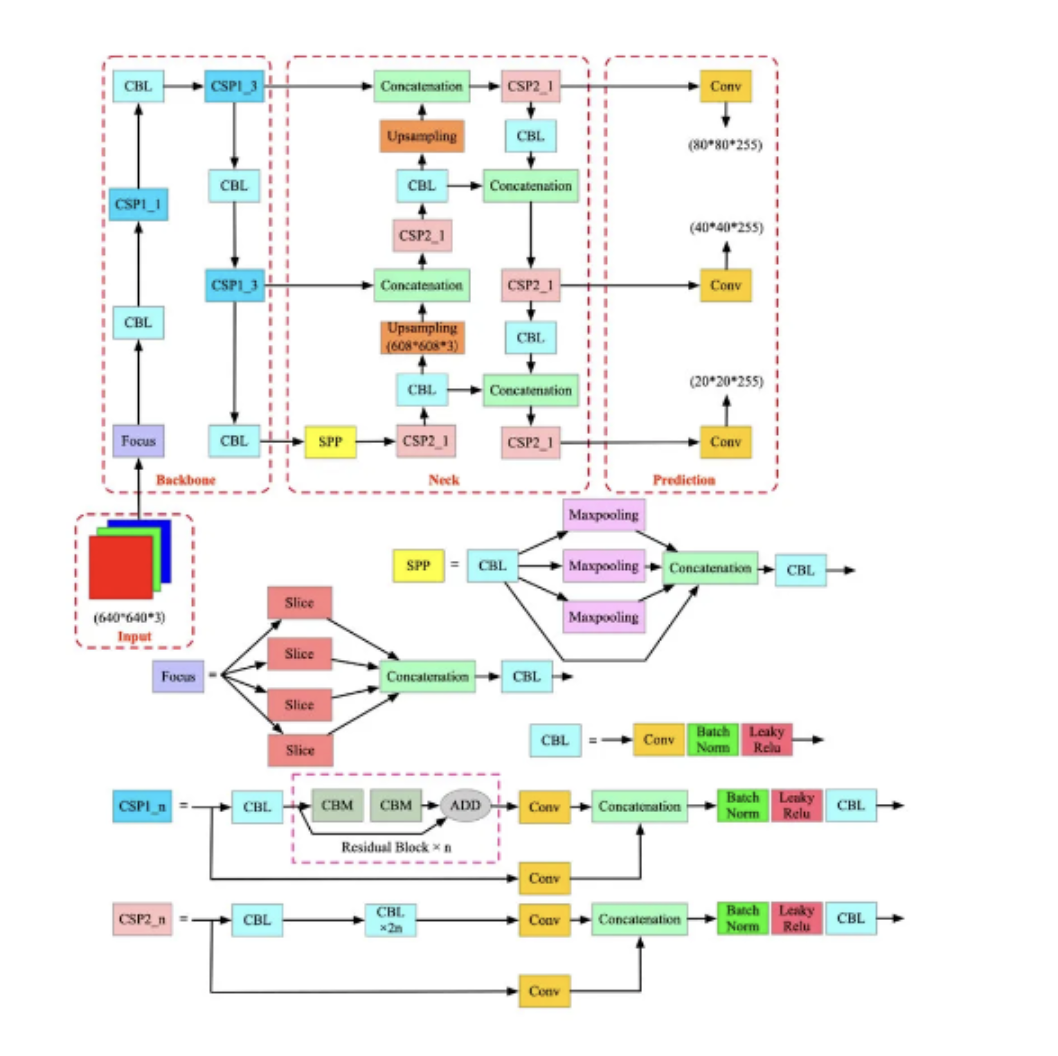 CBL
CSP1_3
Concatenation
CSP2_1
Conv
Upsampling
CBL
(80*80*255)
CSP1_1
CBL
CBL
Concatenation
CSP2_1
(40*40*255)
CSP1_3
Concatenation
CSP2_1
Conv
CBL
Upsampling
(608*608*3)
CBL
CBL
Concatenation
(20*20*255)
Focus
CBL
SPP
CSP2_1
CSP2_1
Conv
Backbone
Neck
Prediction
(640*640*3)
Input
SPP
=
CBL
Maxpooling
Maxpooling
Maxpooling
Concatenation
CBL
Focus
=
Slice
Slice
Slice
Slice
Concatenation
CBL
CBL
=
Conv
Batch
Norm
Leaky
Relu
CSP1_n
=
CBL
CBM
CBM
ADD
Residual Block × n
Conv
Concatenation
Batch
Norm
Leaky
Relu
CBL
Conv
CSP2_n
=
CBL
CBL
×2n
Conv
Concatenation
Batch
Norm
Leaky
Relu
CBL
Conv